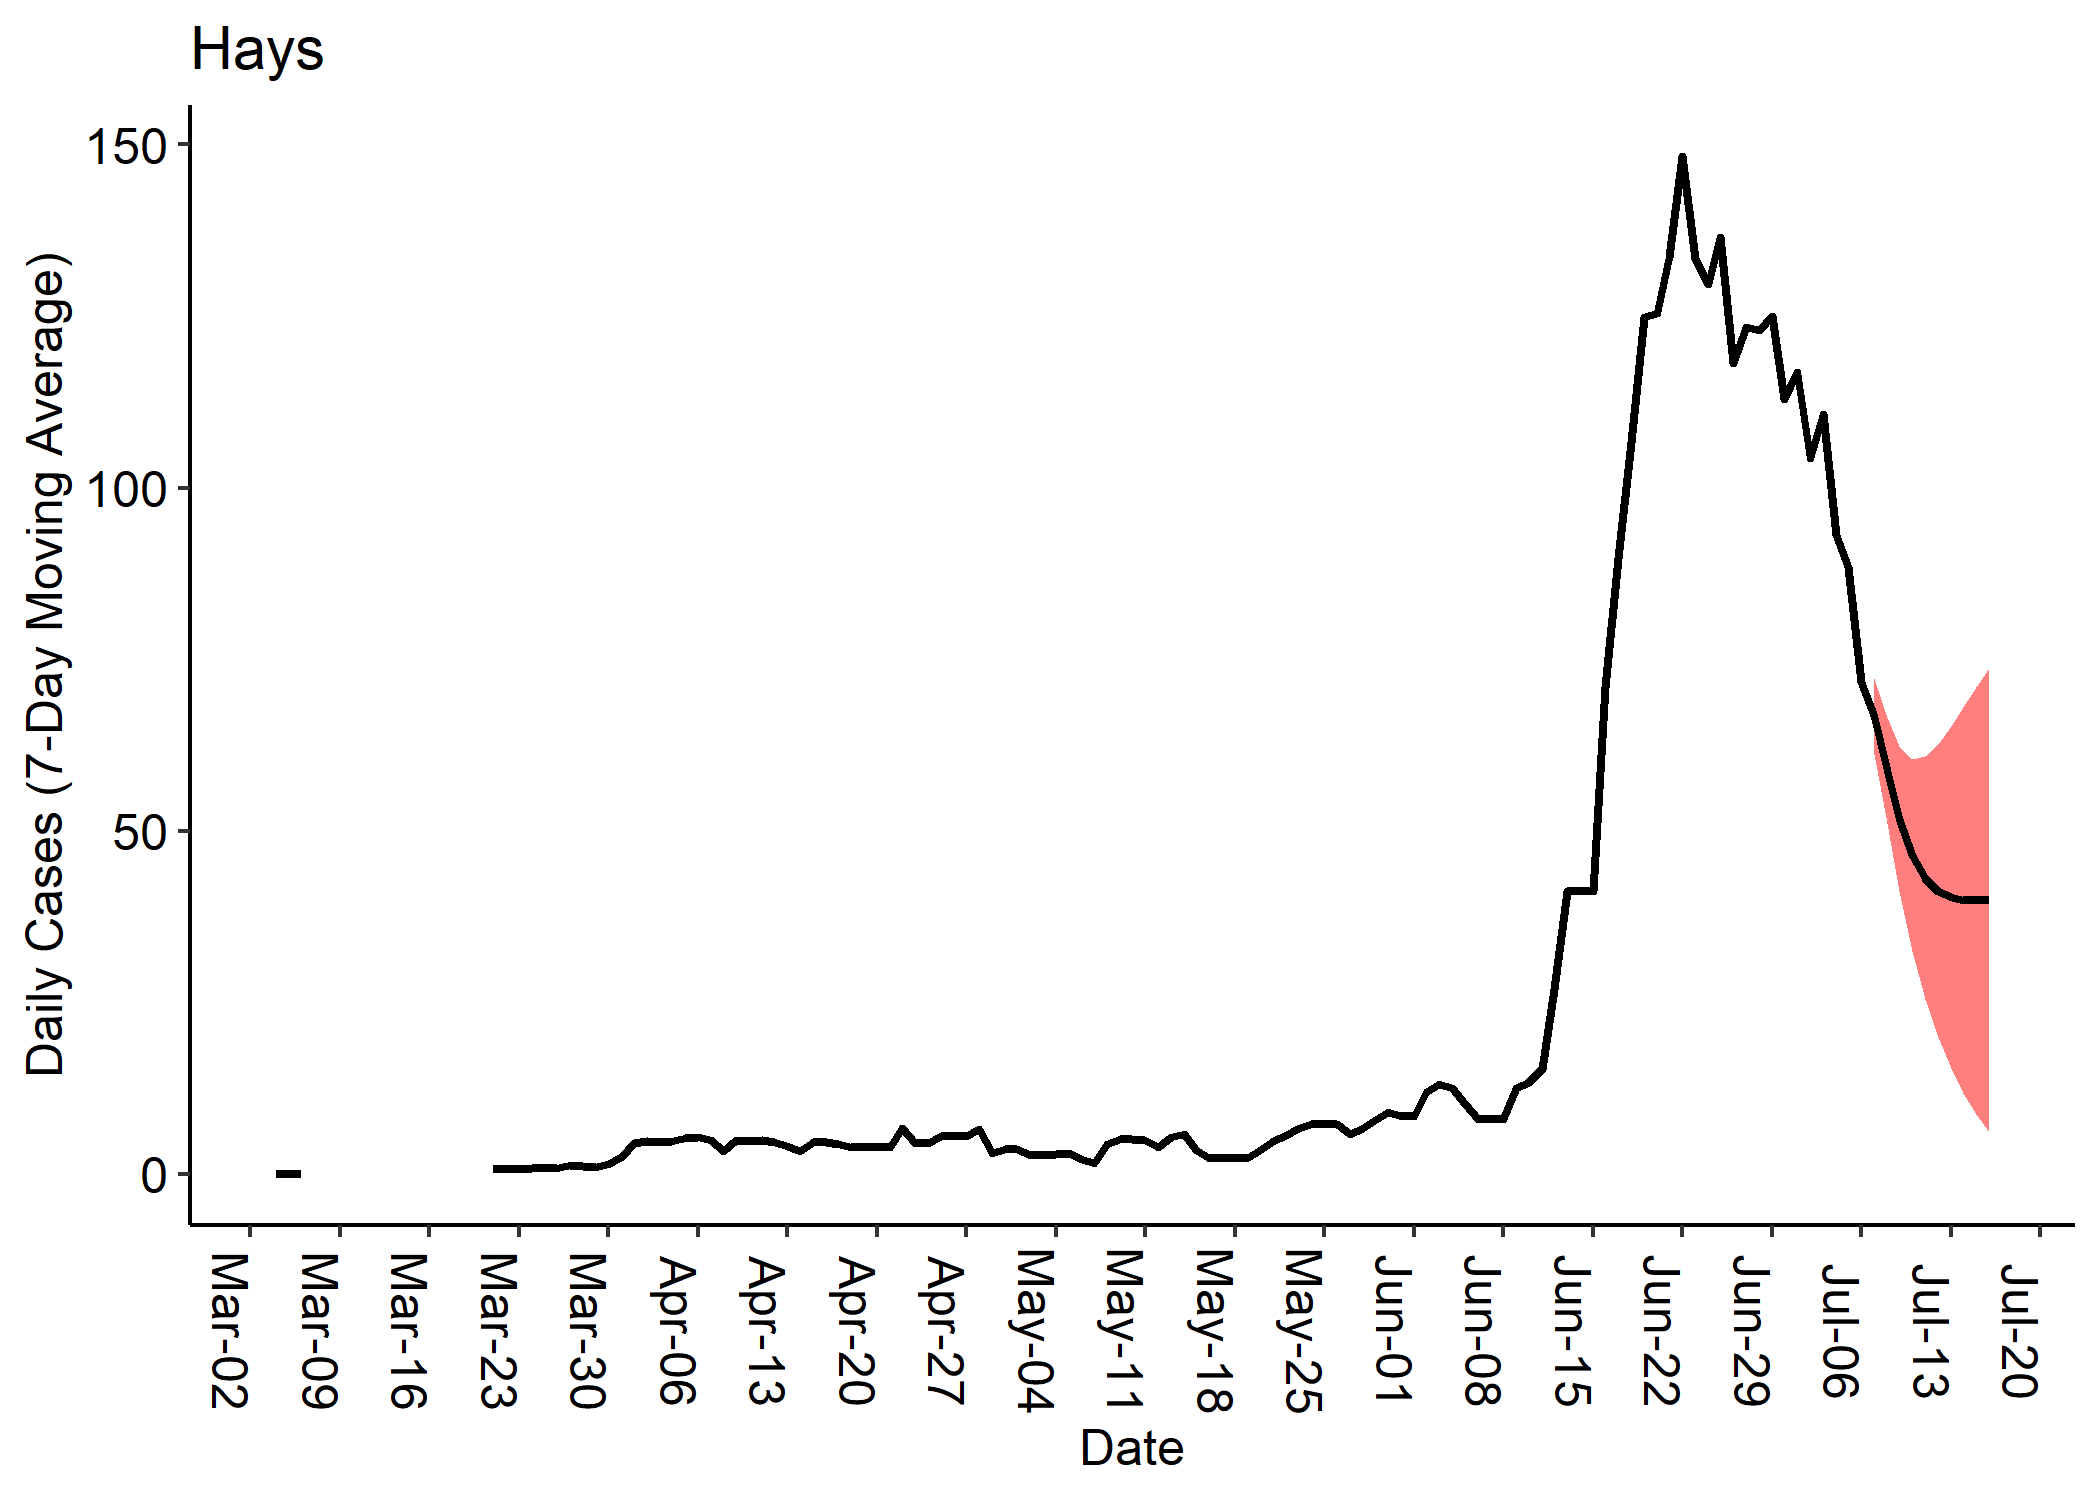 Hays
Daily Cases (7-Day Moving Average)
150
100
50
0
Mar-02
Mar-09
Mar-16
Mar-23
Mar-30
Apr-06
Apr-13
Apr-20
Apr-27
May-04
May-11
May-18
May-25
Jun-01
Jun-08
Jun-15
Jun-22
Jun-29
Jul-06
Jul-13
Jul-20
Date